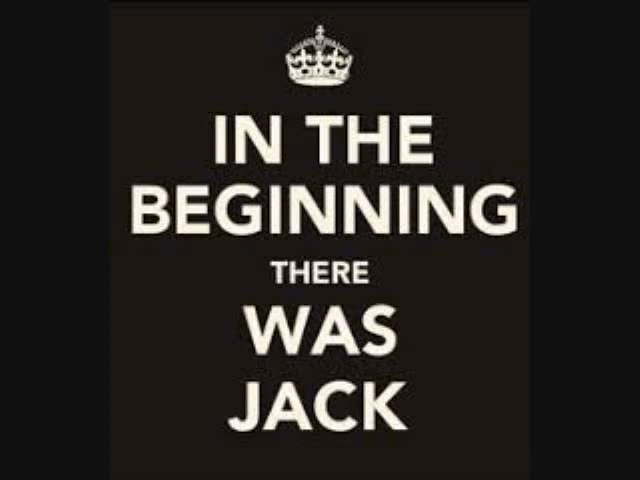 IN THE
BEGINNING
THERE
WAS
JACK